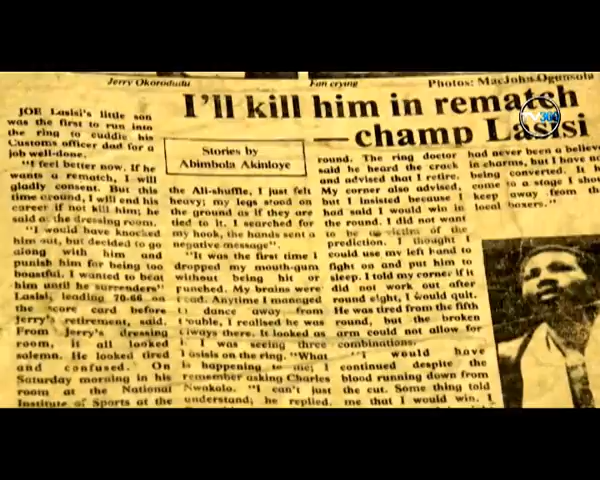 Jerry Okorodudu
Fan crying
Photos: MacJohn Ogunsola
I'll kill him in rematch
—champ Lasisi
TV360
Stories by
Abimbola Akinloye
JOE Lasisi's little son
was the first to run into
the ring to cuddle his
Customs officer dad for a
job well-done.
"I feel better now. If he
wants a rematch, I will
gladly consent. But this
time around, I will end his
career if not kill him; he
said at the dressing room.
"I would have knocked
him out, but decided to go
along with him and
punish him for being too
boastful. I wanted to beat
him until he surrenders"
Lasisi, leading 70-66 on
the score card before
Jerry's retirement, said.
From Jerry's dressing
room, it all looked
solemn. He looked tired
and confused. On
Saturday morning in his
room at the National
Institute of Sports at the
the Ali-shuffle, I just felt
heavy; my legs stood on
the ground as if they are
tied to it. I searched for
my hook, the hands sent a
negative message".
"It was the first time I
dropped my mouth-gum
without being hit or
punched. My brains were
dead. Anytime I managed
to dance away from
trouble, I realised he was
always there. It looked as
I was seeing three
Lasisis on the ring. "What
is happening to me; I
remember asking Charles
Nwakolo. "I can't just
understand; he replied.
round. The ring doctor
said he heard the crack
and advised that I retire.
My corner also advised,
but I insisted because I
had said I would win in
round. I did not want
to be victim of the
prediction. I thought I
could use my left hand to
fight on and put him to
sleep. I told my corner if it
did not work out after
round eight, I would quit.
He was tired from the fifth
round, but the broken
arm could not allow for
combinations.
"I would have
continued despite the
blood running down from
the cut. Some thing told
me that I would win. I
had never been a believe
in charms, but I have no
being converted. It h
come to a stage I shou
keep away from th
local boxers."